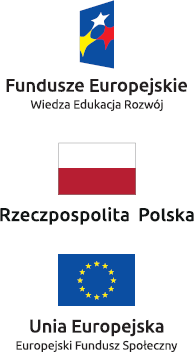 Fundusze Europejskie
Wiedza Edukacja Rozwój
Rzeczpospolita Polska
Unia Europejska
Europejski Fundusz Społeczny